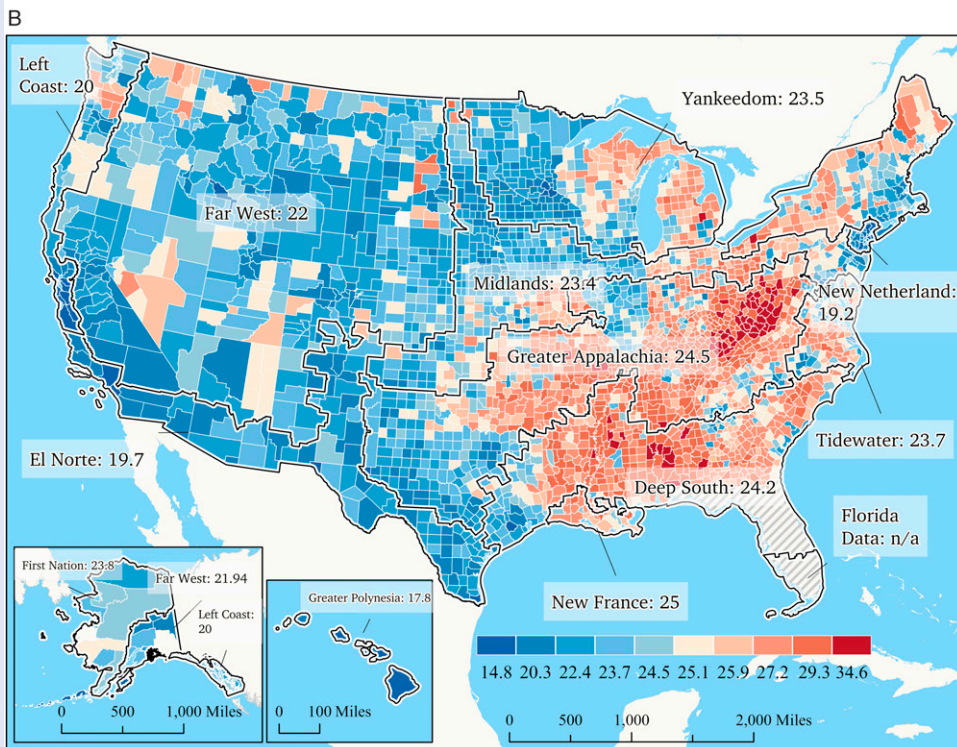 B
Left
Coast: 20
Yankeedom: 23.5
Far West: 22
Midlands: 23.4
New Netherland:
19.2
Greater Appalachia: 24.5
El Norte: 19.7
Tidewater: 23.7
Deep South: 24.2
Florida
Data: n/a
First Nation: 23:8
Far West: 21.94
Left Coast:
20
Greater Polynesia: 17.8
New France: 25
14.8 20.3 22.4 23.7 24.5 25.1 25.9 27.2 29.3 34.6
0 500 1,000 Miles
0 100 Miles
0 500 1,000 2,000 Miles